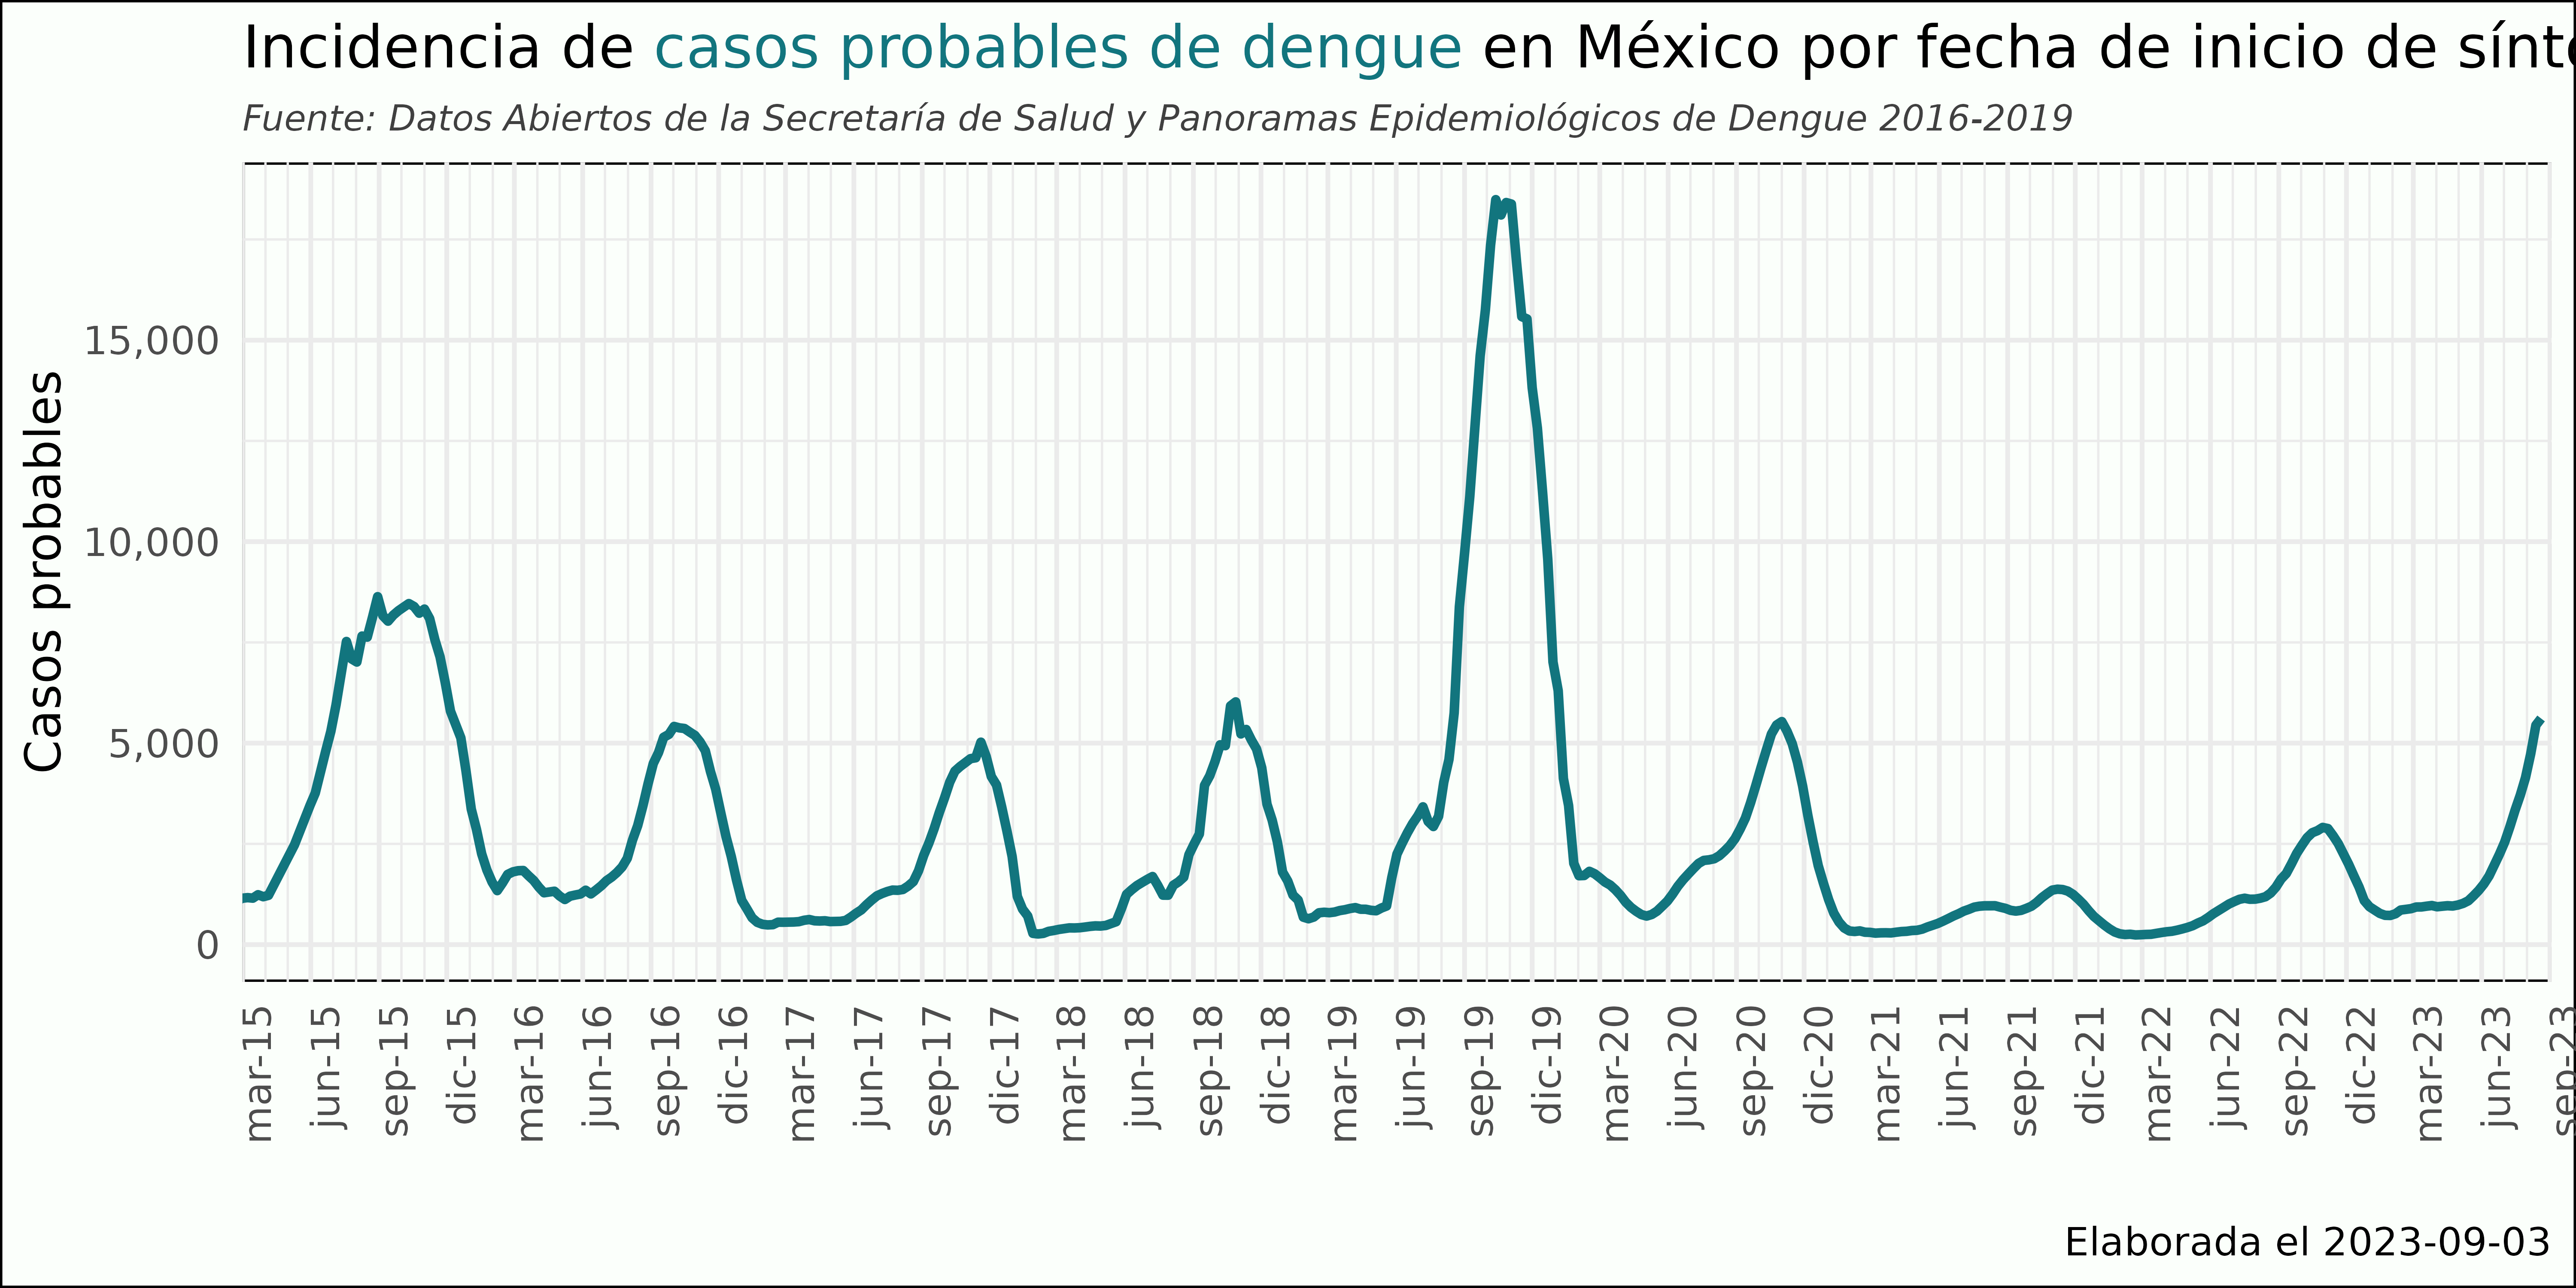 Incidencia de casos probables de dengue en México por fecha de inicio de
Fuente: Datos Abiertos de la Secretaría de Salud y Panoramas Epidemiológicos de Dengue 2016-2019
Casos probables
15,000
10,000
5,000
0
mar-15
jun-15
sep-15
dic-15
mar-16
jun-16
sep-16
dic-16
mar-17
jun-17
sep-17
dic-17
mar-18
jun-18
sep-18
dic-18
mar-19
jun-19
sep-19
dic-19
mar-20
jun-20
sep-20
dic-20
mar-21
jun-21
sep-21
dic-21
mar-22
jun-22
sep-22
dic-22
mar-23
jun-23
sep-23
Elaborada el 2023-09-03